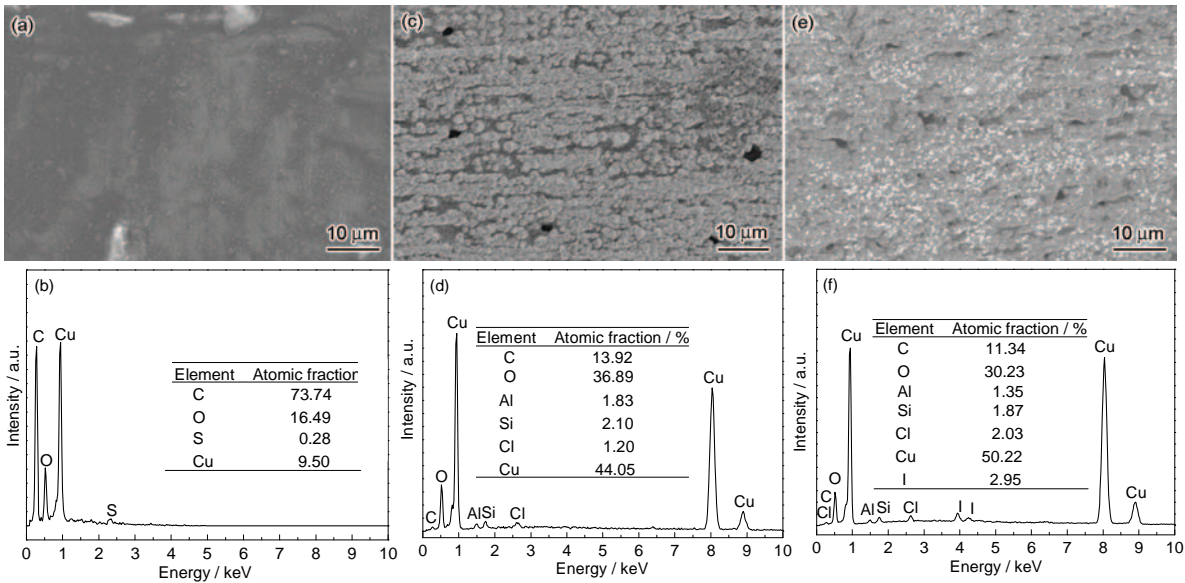 (a)
10 μm
(c)
10 μm
(e)
10 μm
(b)
C
Cu
O
S
Element Atomic fraction
C 73.74
O 16.49
S 0.28
Cu 9.50
Intensity / a.u.
0 1 2 3 4 5 6 7 8 9 10
Energy / keV
(d)
Cu
O
C
Al Si
Cl
Cu
Cu
Element Atomic fraction / %
C 13.92
O 36.89
Al 1.83
Si 2.10
Cl 1.20
Cu 44.05
Intensity / a.u.
0 1 2 3 4 5 6 7 8 9 10
Energy / keV
(f)
Cu
O
C
Cl
Al Si
Cl
I I
Cu
Cu
Element Atomic fraction / %
C 11.34
O 30.23
Al 1.35
Si 1.87
Cl 2.03
Cu 50.22
I 2.95
Intensity / a.u.
0 1 2 3 4 5 6 7 8 9 10
Energy / keV